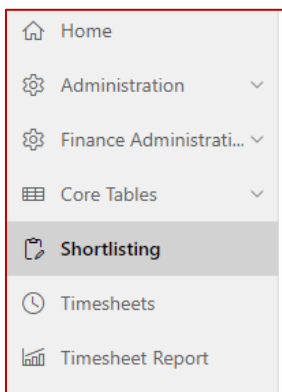 Home
Administration
Finance Administrati...
Core Tables
Shortlisting
Timesheets
Timesheet Report